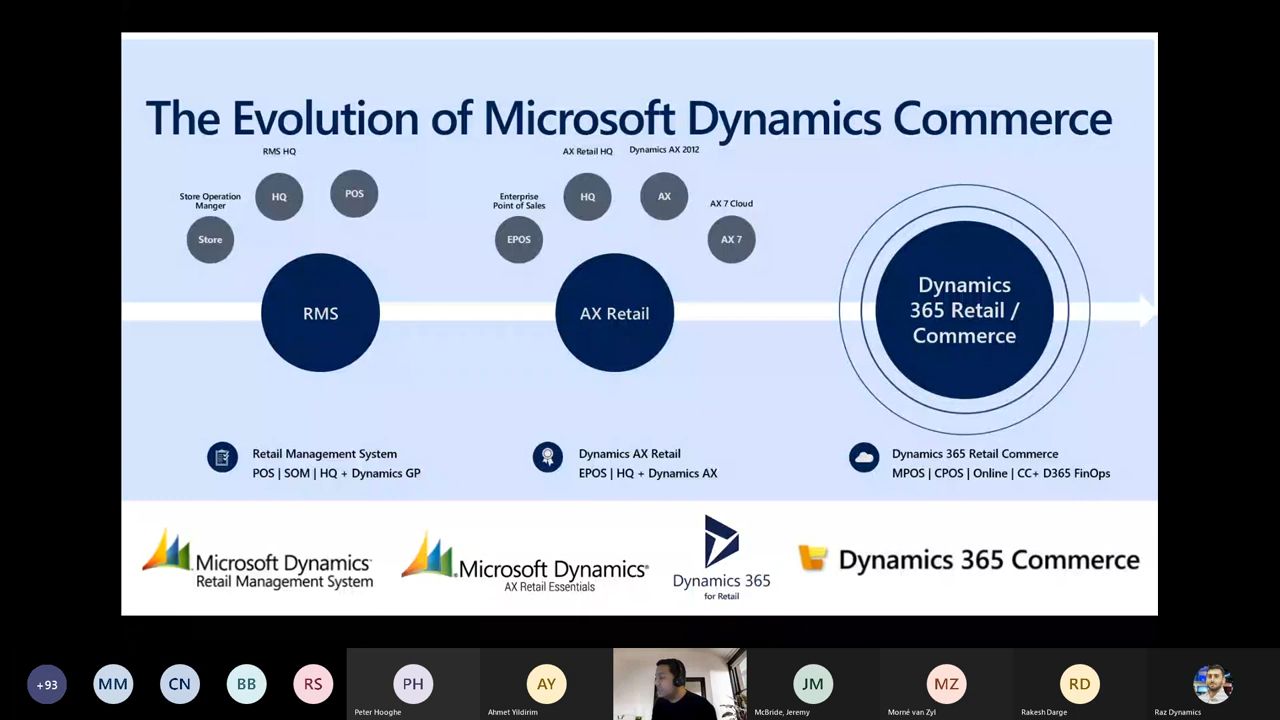 The Evolution of Microsoft Dynamics Commerce
RMS HQ
AX Retail HQ
Dynamics AX 2012
Store Operation
Manger
HQ
POS
Enterprise
Point of Sales
HQ
AX
AX 7 Cloud
Store
EPOS
AX 7
RMS
AX Retail
Dynamics
365 Retail /
Commerce
Retail Management System
POS | SOM | HQ + Dynamics GP
Dynamics AX Retail
EPOS | HQ + Dynamics AX
Dynamics 365 Retail Commerce
MPOS | CPOS | Online | CC+ D365 FinOps
Microsoft Dynamics
Retail Management System
Microsoft Dynamics®
AX Retail Essentials
Dynamics 365
for Retail
Dynamics 365 Commerce
+93
MM
CN
BB
RS
PH
Peter Hooghe
AY
Ahmet Yildirim
JM
McBride, Jeremy
MZ
Morné van Zyl
RD
Rakesh Darge
Raz Dynamics